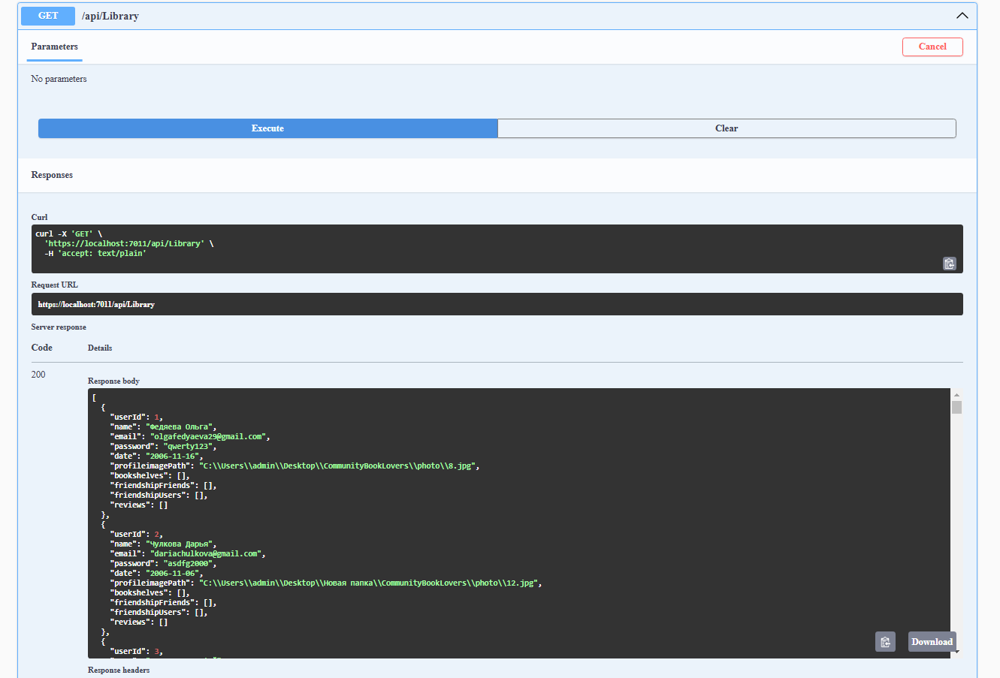 GET /api/Library
Parameters
Cancel
No parameters
Execute
Clear
Responses
Curl
curl -X 'GET' \
'https://localhost:7011/api/Library' \
-H 'accept: text/plain'
Request URL
https://localhost:7011/api/Library
Server response
Code Details
200
Response body
[
{
"userId": 1,
"name": "Федяева Ольга",
"email": "olgafedyaeva29@gmail.com",
"password": "qwerty123",
"date": "2006-11-16",
"profileimagePath": "C:\\Users\\admin\\Desktop\\CommunityBookLovers\\photo\\8.jpg",
"bookshelves": [],
"friendshipFriends": [],
"friendshipUsers": [],
"reviews": []
},
{
"userId": 2,
"name": "Чулкова Дарья",
"email": "dariachulkova@gmail.com",
"password": "asdfg2000",
"date": "2006-11-06",
"profileimagePath": "C:\\Users\\admin\\Desktop\\Новая папка\\CommunityBookLovers\\photo\\12.jpg",
"bookshelves": [],
"friendshipFriends": [],
"friendshipUsers": [],
"reviews": []
},
{
"userId": 3,
Download
Response headers